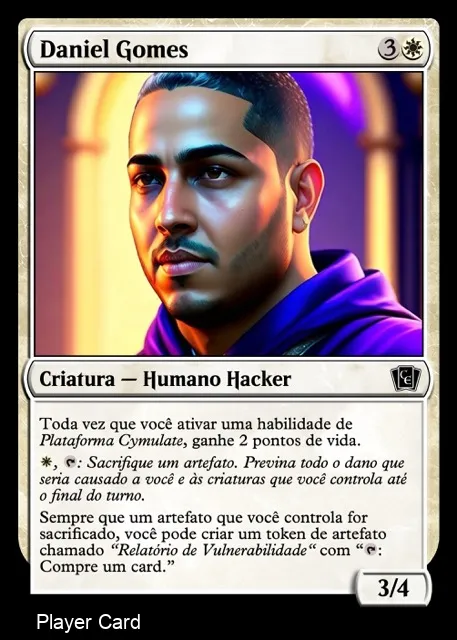 Daniel Gomes 3
Criatura — Humano Hacker
CE
Toda vez que você ativar uma habilidade de
Plataforma Cymulate, ganhe 2 pontos de vida.
, : Sacrifique um artefato. Previna todo o dano que
seria causado a você e às criaturas que você controla até
o final do turno.
Sempre que um artefato que você controla for
sacrificado, você pode criar um token de artefato
chamado “Relatório de Vulnerabilidade“ com “:
Compre um card.”
3/4
Player Card